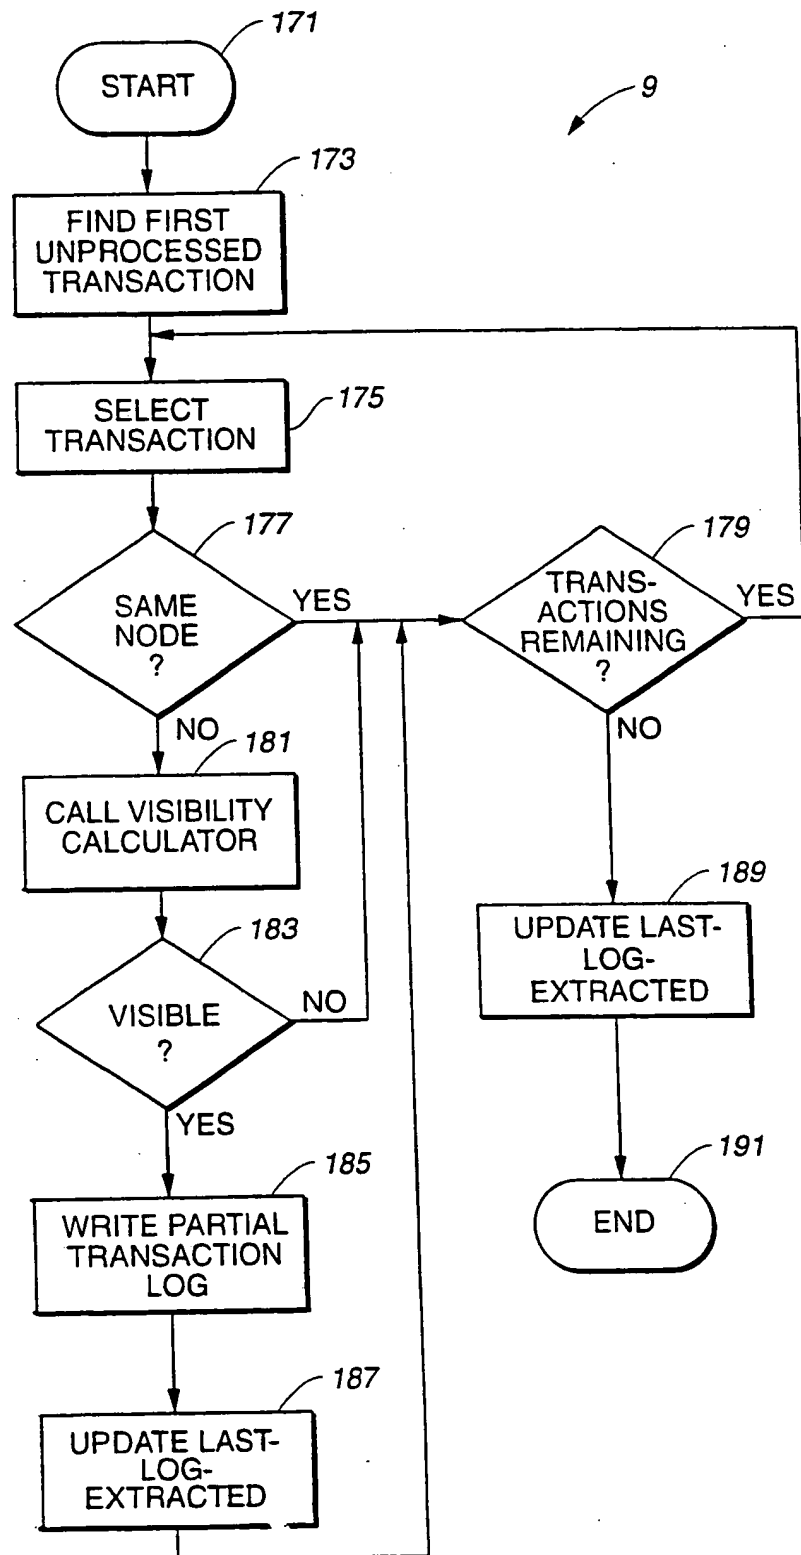 171
START
9
173
FIND FIRST
UNPROCESSED
TRANSACTION
SELECT
TRANSACTION
175
177
SAME
NODE
?
YES
NO
179
TRANS-
ACTIONS
REMAINING
?
YES
NO
181
CALL VISIBILITY
CALCULATOR
183
VISIBLE
?
NO
YES
189
UPDATE LAST-
LOG-
EXTRACTED
185
WRITE PARTIAL
TRANSACTION
LOG
191
END
187
UPDATE LAST-
LOG-
EXTRACTED